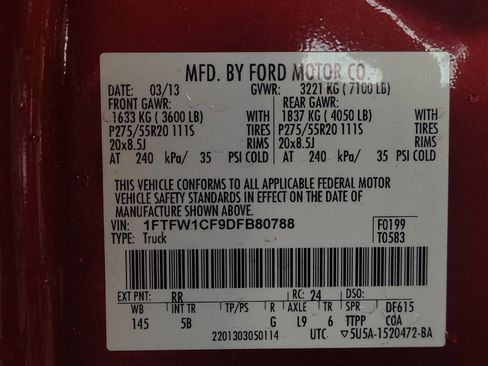 MFD. BY FORD MOTOR CO.
DATE: 03/13 GVWR: 3221 KG ( 7100 LB)
FRONT GAWR: REAR GAWR:
1633 KG ( 3600 LB) WITH 1837 KG ( 4050 LB) WITH
P275/55R20 111S TIRES P275/55R20 111S TIRES
20x8.5J RIMS 20x8.5J RIMS
AT 240 kPa/ 35 PSI COLD AT 240 kPa/ 35 PSI COLD
THIS VEHICLE CONFORMS TO ALL APPLICABLE FEDERAL MOTOR
VEHICLE SAFETY STANDARDS IN EFFECT ON THE DATE OF
MANUFACTURE SHOWN ABOVE.
VIN: 1FTFW1CF9DFB80788 F0199
TYPE: Truck T0583
EXT PNT: RR RC: 24 DSO:
WB INT TR TP/PS R AXLE TR SPR DF615
145 5B G L9 6 TTPP COA
2201303050114 UTC ▽5U5A-1520472-BA